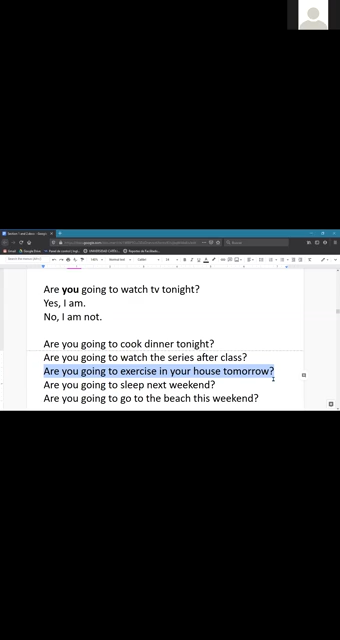 Are you going to watch tv tonight?
Yes, I am.
No, I am not.
Are you going to cook dinner tonight?
Are you going to watch the series after class?
Are you going to exercise in your house tomorrow?
Are you going to sleep next weekend?
Are you going to go to the beach this weekend?